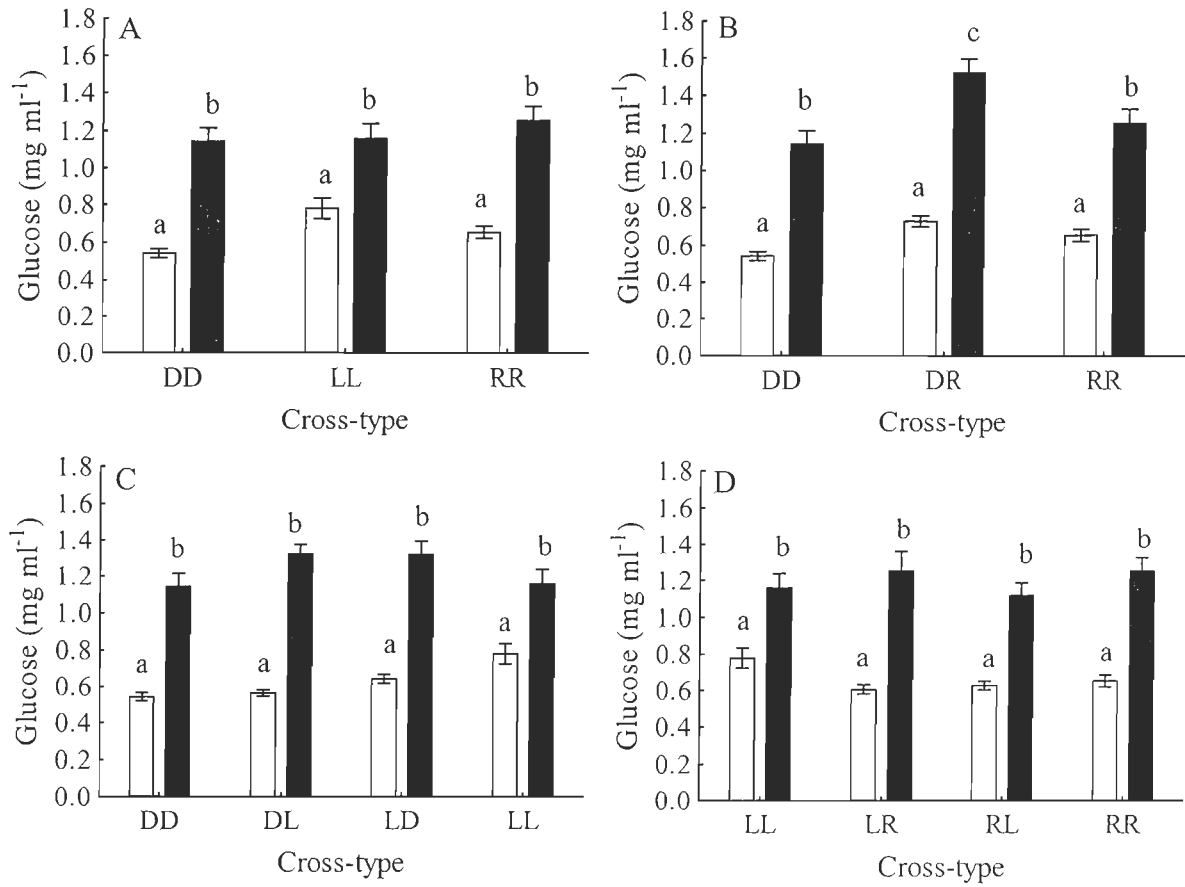 A
Glucose (mg ml⁻¹)
1.8
1.6
1.4
1.2
1.0
0.8
0.6
0.4
0.2
0.0
a b a b a b
DD LL RR
Cross-type
B
Glucose (mg ml⁻¹)
1.8
1.6
1.4
1.2
1.0
0.8
0.6
0.4
0.2
0.0
a b a c a b
DD DR RR
Cross-type
C
Glucose (mg ml⁻¹)
1.8
1.6
1.4
1.2
1.0
0.8
0.6
0.4
0.2
0.0
a b a b a b a b
DD DL LD LL
Cross-type
D
Glucose (mg ml⁻¹)
1.8
1.6
1.4
1.2
1.0
0.8
0.6
0.4
0.2
0.0
a b a b a b a b
LL LR RL RR
Cross-type